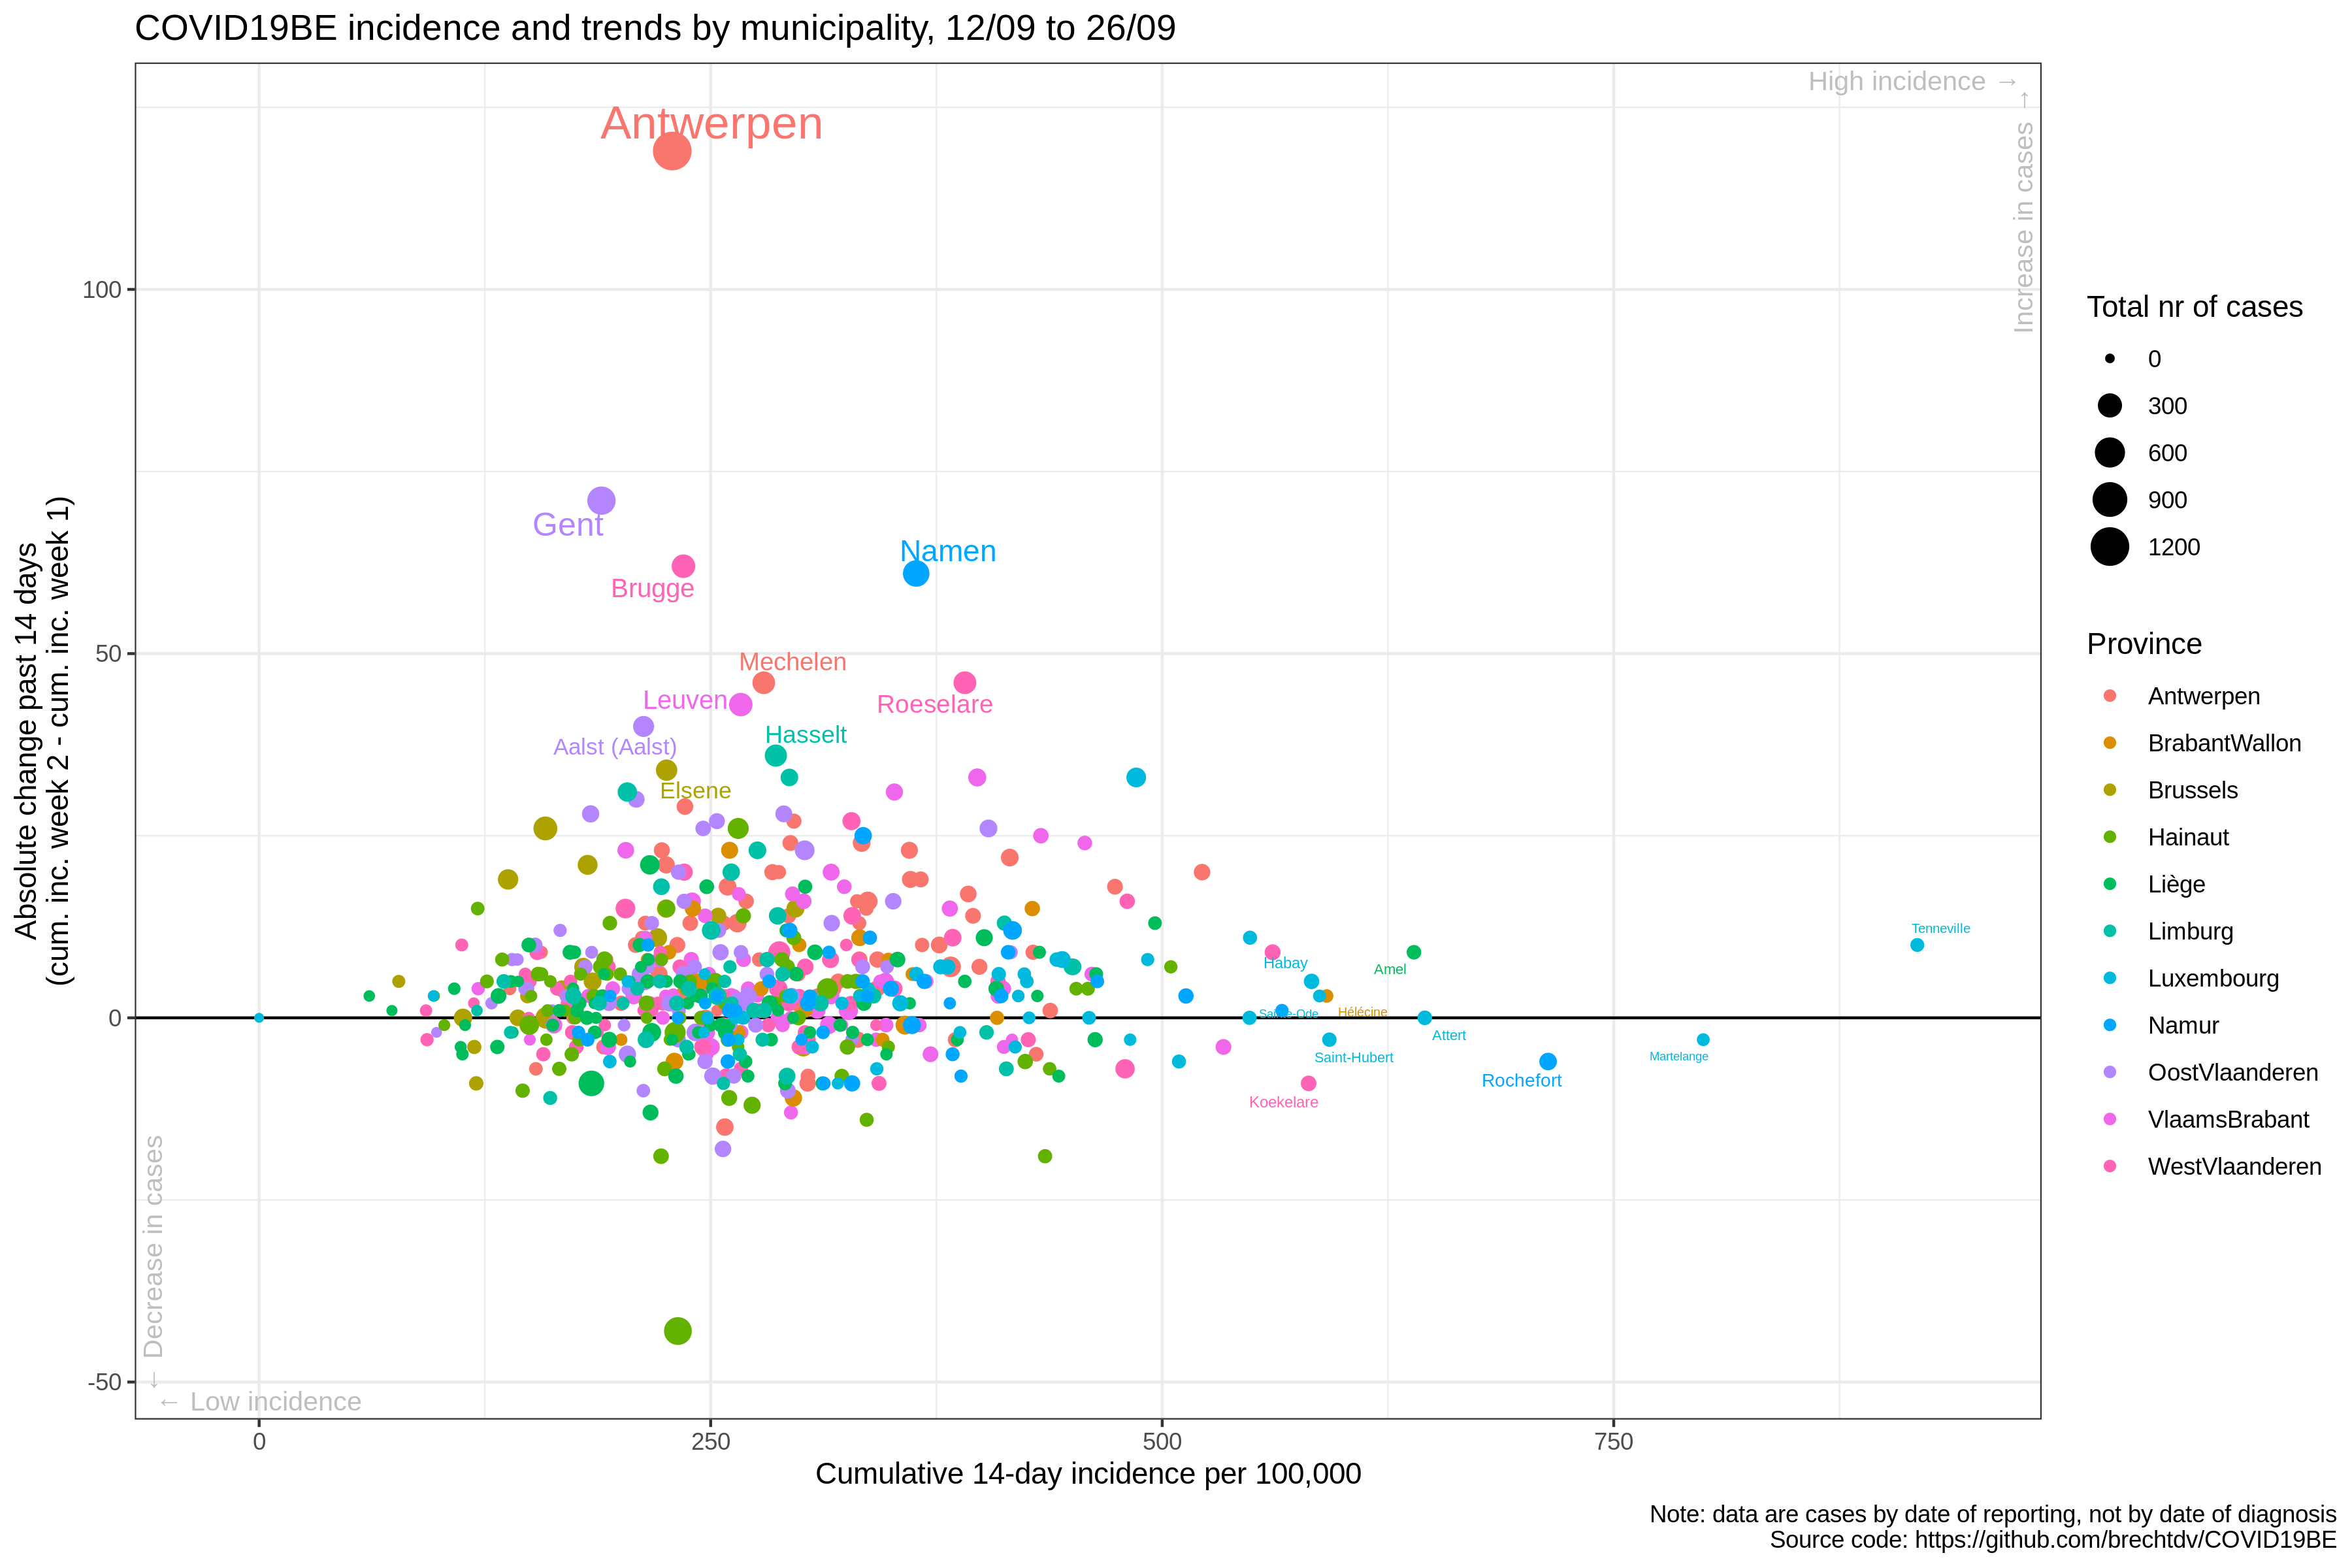 COVID19BE incidence and trends by municipality, 12/09 to 26/09
High incidence →
Increase in cases →
Antwerpen
Gent
Namen
Brugge
Mechelen
Leuven
Roeselare
Aalst (Aalst)
Hasselt
Elsene
Tenneville
Habay
Amel
Sainte-Ode
Hélécine
Attert
Saint-Hubert
Martelange
Rochefort
Koekelare
← Decrease in cases
← Low incidence
100
50
0
-50
0
250
500
750
Absolute change past 14 days
(cum. inc. week 2 - cum. inc. week 1)
Cumulative 14-day incidence per 100,000
Total nr of cases
0
300
600
900
1200
Province
Antwerpen
BrabantWallon
Brussels
Hainaut
Liège
Limburg
Luxembourg
Namur
OostVlaanderen
VlaamsBrabant
WestVlaanderen
Note: data are cases by date of reporting, not by date of diagnosis
Source code: https://github.com/brechtdv/COVID19BE